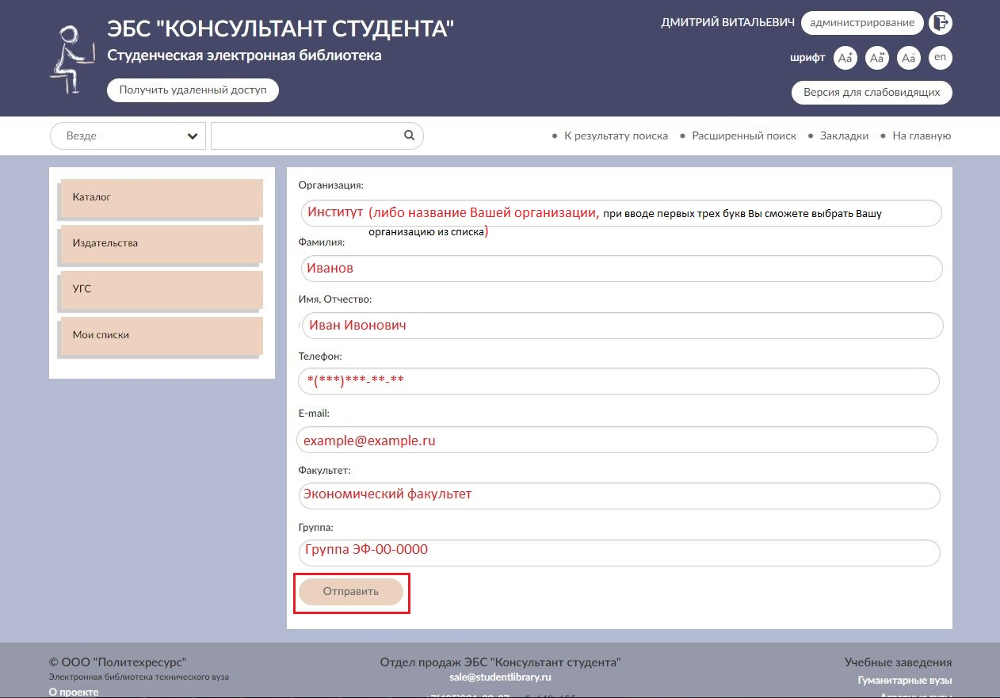 ЭБС "КОНСУЛЬТАНТ СТУДЕНТА"
Студенческая электронная библиотека
Получить удаленный доступ
ДМИТРИЙ ВИТАЛЬЕВИЧ
администрирование
шрифт Aa+ Aa" Aa- en
Версия для слабовидящих
Везде
К результату поиска
Расширенный поиск
Закладки
На главную
Каталог
Издательства
УГС
Мои списки
Организация:
Институт (либо название Вашей организации, при вводе первых трех букв Вы сможете выбрать Вашу
организацию из списка)
Фамилия:
Иванов
Имя, Отчество:
Иван Ивонович
Телефон:
*(***)***-**-**
E-mail:
example@example.ru
Факультет:
Экономический факультет
Группа:
Группа ЭФ-00-0000
Отправить
© ООО "Политехресурс"
Электронная библиотека технического вуза
О проекте
Отдел продаж ЭБС "Консультант студента"
sale@studentlibrary.ru
Учебные заведения
Гуманитарные вузы
Аграрные вузы